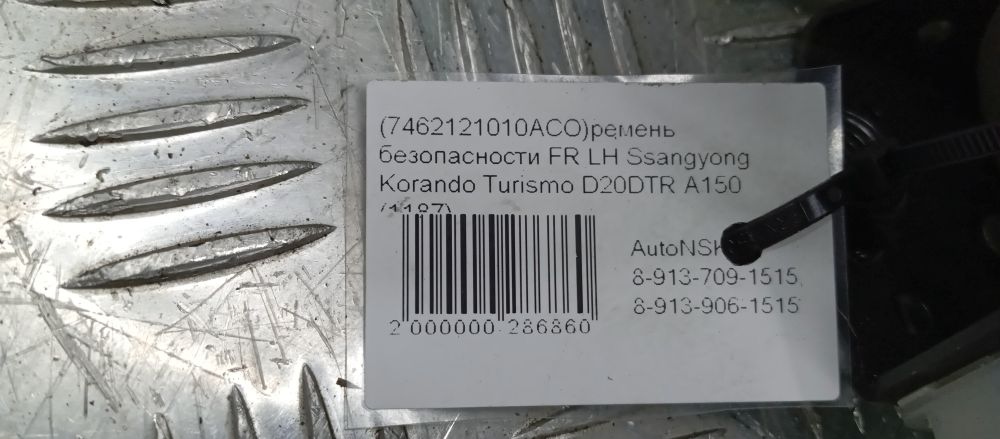 (7462121010ACO)ремень
безопасности FR LH Ssangyong
Korando Turismo D20DTR A150
(1187)
AutoNSK
8-913-709-1515,
8-913-906-1515
2 000000 286860